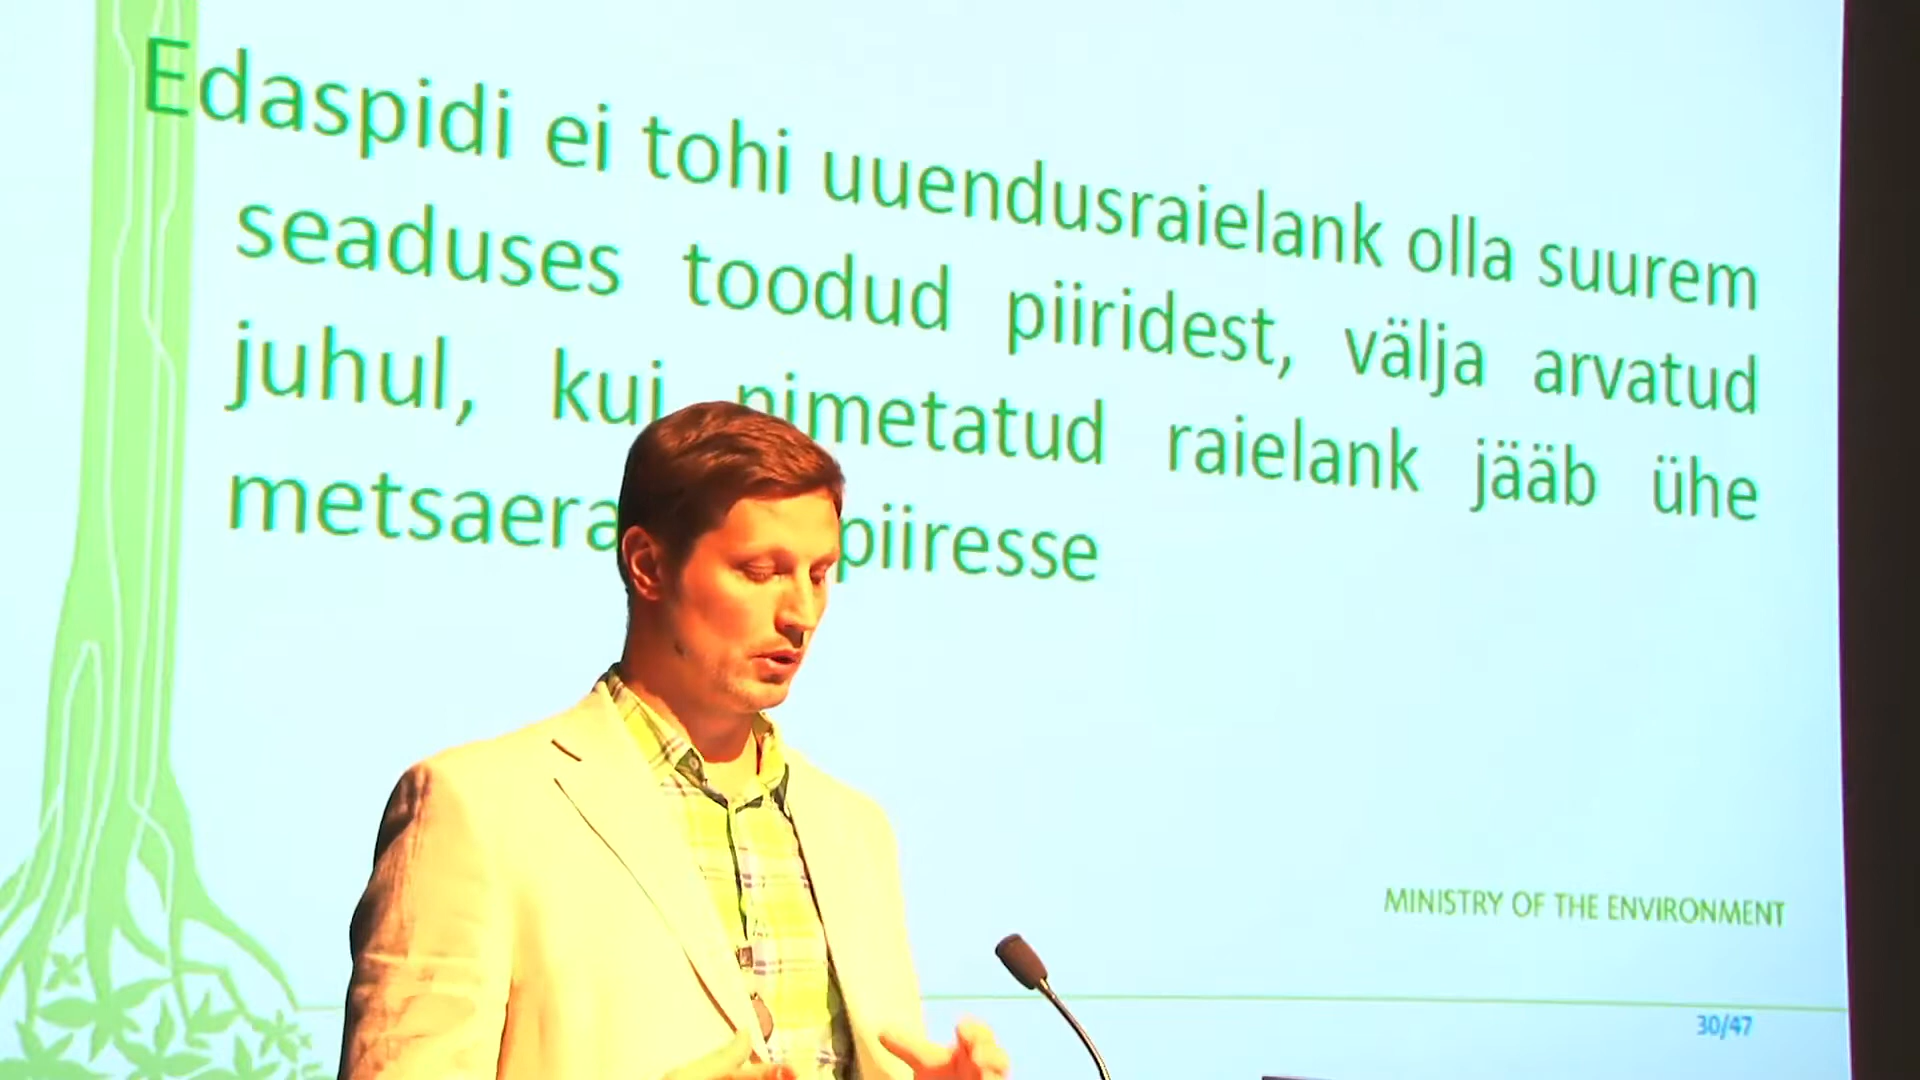 Edaspidi ei tohi uuendusraielank olla suurem
seaduses toodud piiridest, välja arvatud
juhul, kui nimetatud raielank jääb ühe
piiresse
MINISTRY OF THE ENVIRONMENT
30/47